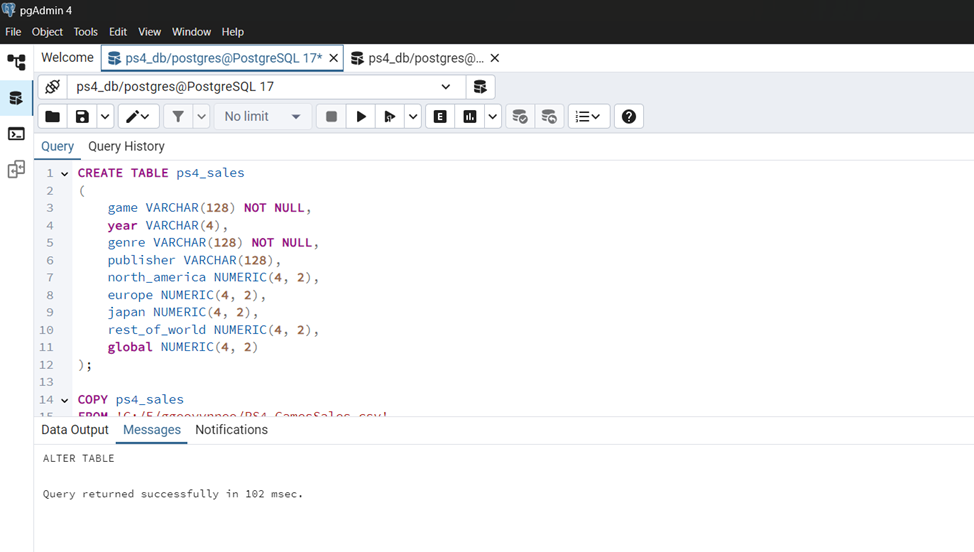 pgAdmin 4
File Object Tools Edit View Window Help
Welcome ps4_db/postgres@PostgreSQL 17* ps4_db/postgres@...
ps4_db/postgres@PostgreSQL 17
No limit
E
Query Query History
1 CREATE TABLE ps4_sales
2 (
3 game VARCHAR(128) NOT NULL,
4 year VARCHAR(4),
5 genre VARCHAR(128) NOT NULL,
6 publisher VARCHAR(128),
7 north_america NUMERIC(4, 2),
8 europe NUMERIC(4, 2),
9 japan NUMERIC(4, 2),
10 rest_of_world NUMERIC(4, 2),
11 global NUMERIC(4, 2)
12 );
13
14 COPY ps4_sales
15 FROM
Data Output Messages Notifications
ALTER TABLE
Query returned successfully in 102 msec.